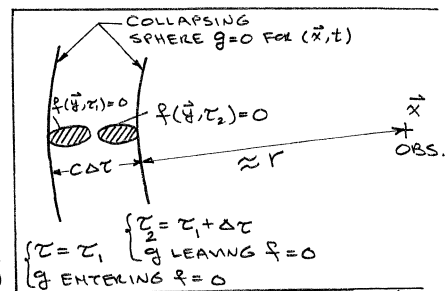 COLLAPSING
SPHERE g=0 FOR (x⃗,t)
f(y⃗,τ₁)=0
f(y⃗,τ₂)=0
x⃗
OBS.
cΔτ
≈r
τ₂=τ₁+Δτ
g LEAVING f=0
τ=τ₁
g ENTERING f=0